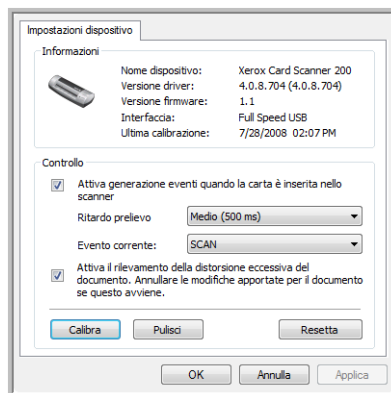 Impostazioni dispositivo
Informazioni
Nome dispositivo: Xerox Card Scanner 200
Versione driver: 4.0.8.704 (4.0.8.704)
Versione firmware: 1.1
Interfaccia: Full Speed USB
Ultima calibrazione: 7/28/2008 02:07 PM
Controllo
Attiva generazione eventi quando la carta è inserita nello
scanner
Ritardo prelievo Medio (500 ms)
Evento corrente: SCAN
Attiva il rilevamento della distorsione eccessiva del
documento. Annullare le modifiche apportate per il documento
se questo avviene.
Calibra Pulisci Resetta
OK Annulla Applica